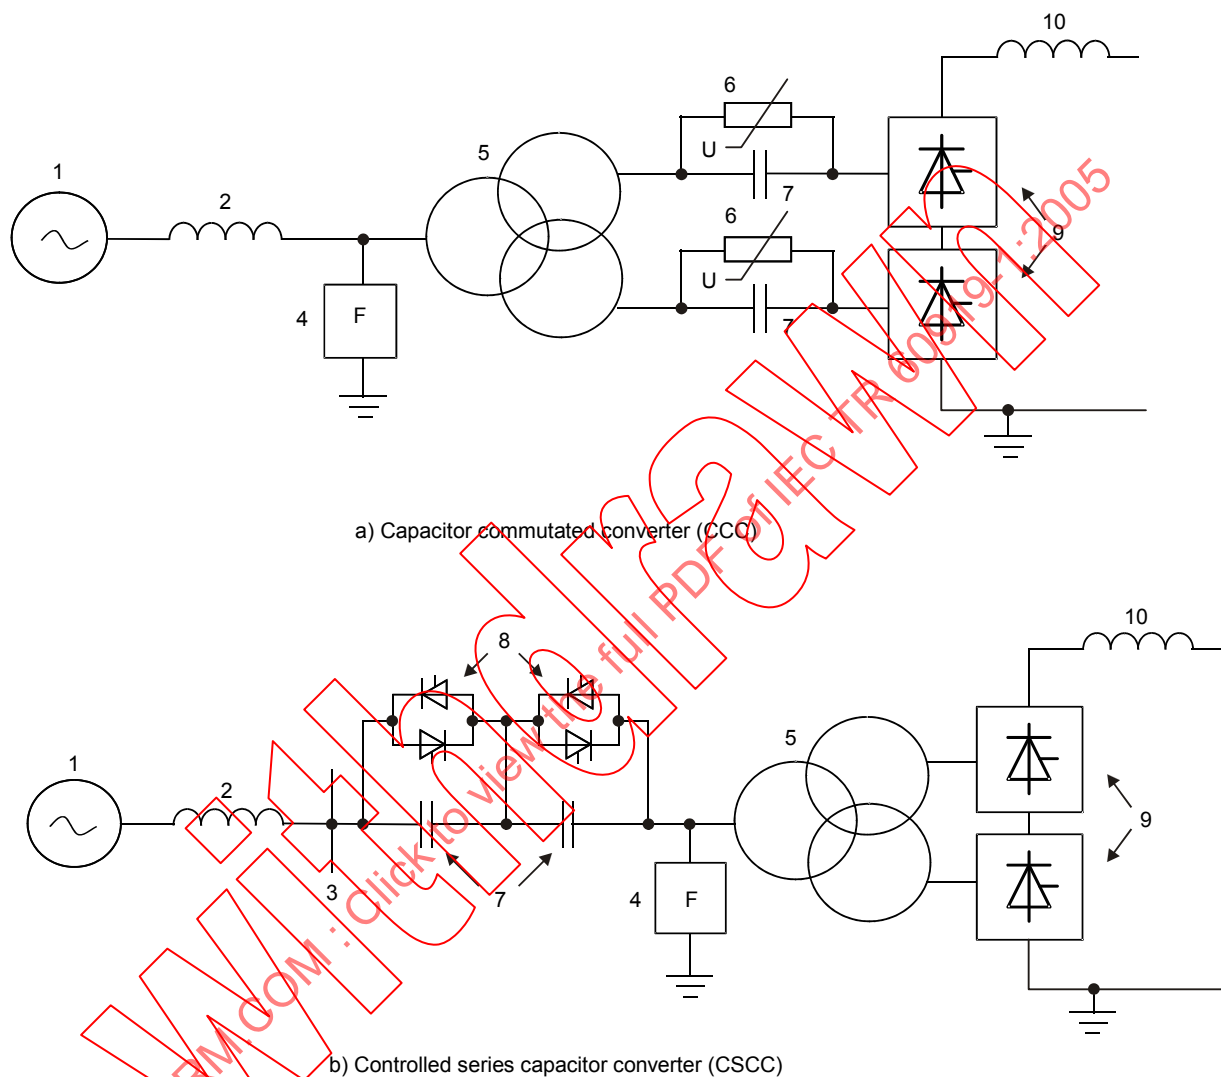 10
6
5
U
1
7
2
6
9
U
4
F
7
a) Capacitor commutated converter (CCC)
10
8
5
1
2
9
3
7
4
F
b) Controlled series capacitor converter (CSCC)
RM.COM : Click to view the full PDF of IEC TR 60919-1:2005
Withdrawn